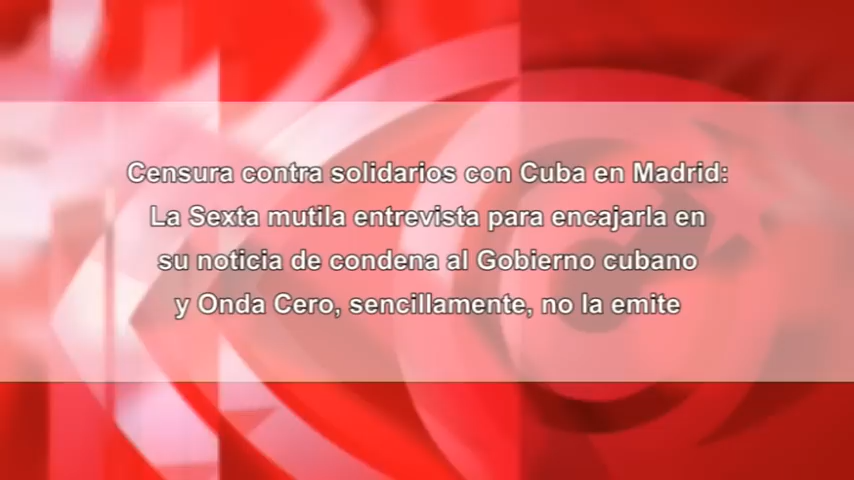 Censura contra solidarios con Cuba en Madrid:
La Sexta mutila entrevista para encajarla en
su noticia de condena al Gobierno cubano
y Onda Cero, sencillamente, no la emite